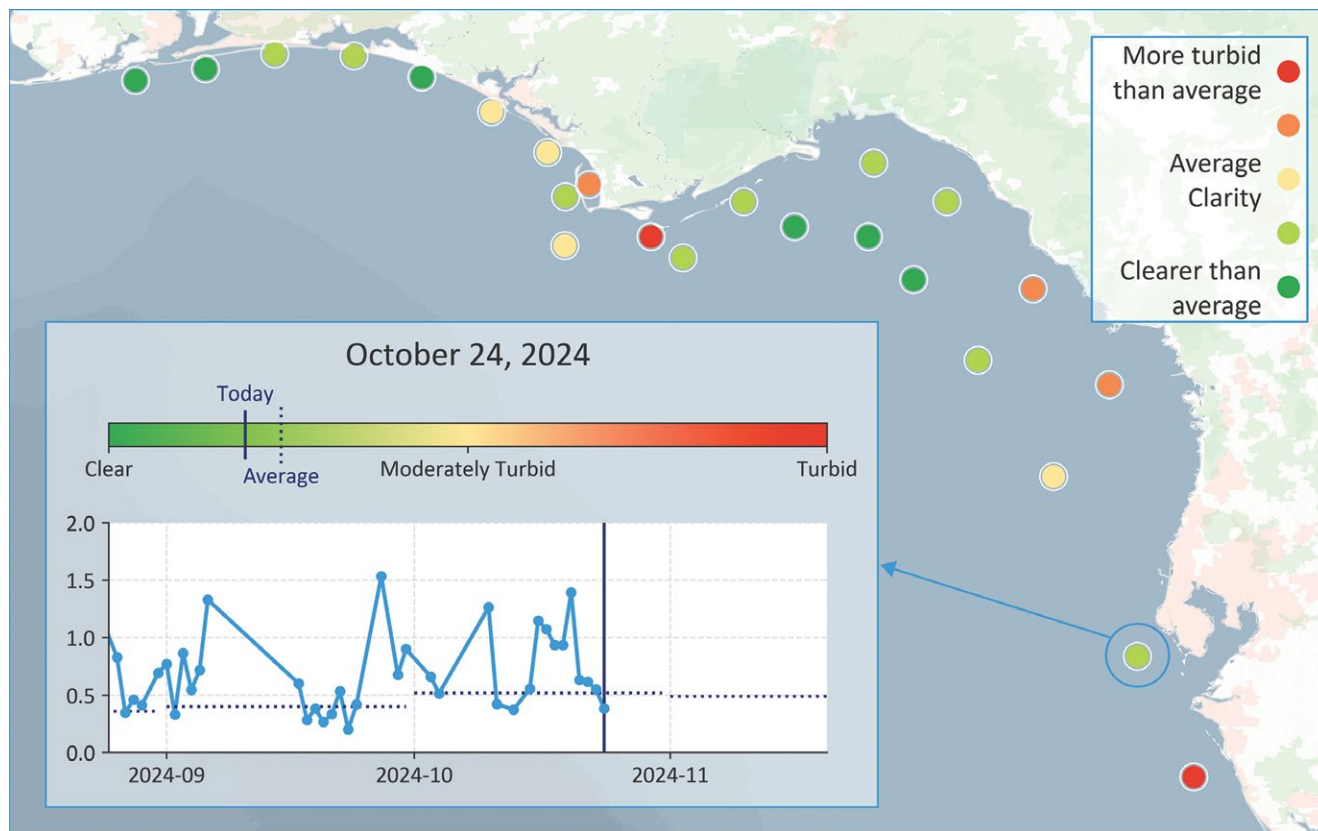 More turbid
than average
Average
Clarity
Clearer than
average
October 24, 2024
Today
Average
Clear
Moderately Turbid
Turbid
2.0
1.5
1.0
0.5
0.0
2024-09
2024-10
2024-11